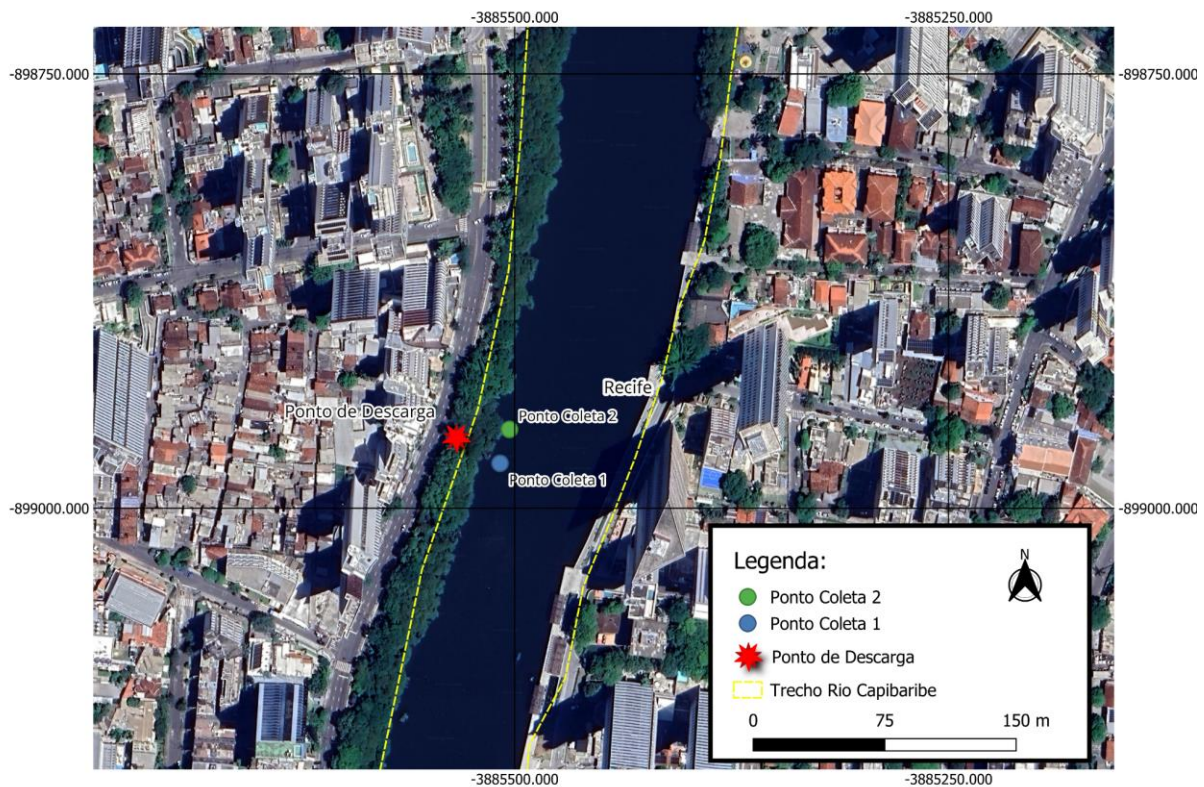 -3885500.000
-3885250.000
-898750.000
-898750.000
Recife
Ponto de Descarga
Ponto Coleta 2
Ponto Coleta 1
-899000.000
-899000.000
Legenda:
N
Ponto Coleta 2
Ponto Coleta 1
Ponto de Descarga
Trecho Rio Capibaribe
0 75 150 m
-3885500.000
-3885250.000